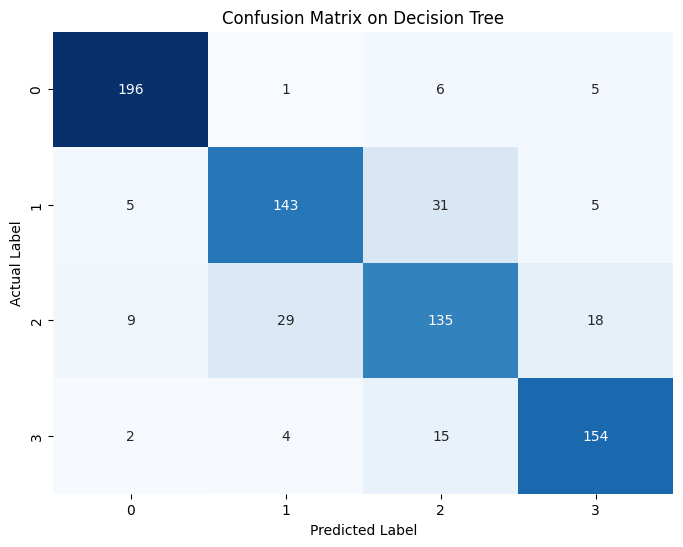 Confusion Matrix on Decision Tree
Actual Label
0 196 1 6 5
1 5 143 31 5
2 9 29 135 18
3 2 4 15 154
0 1 2 3
Predicted Label